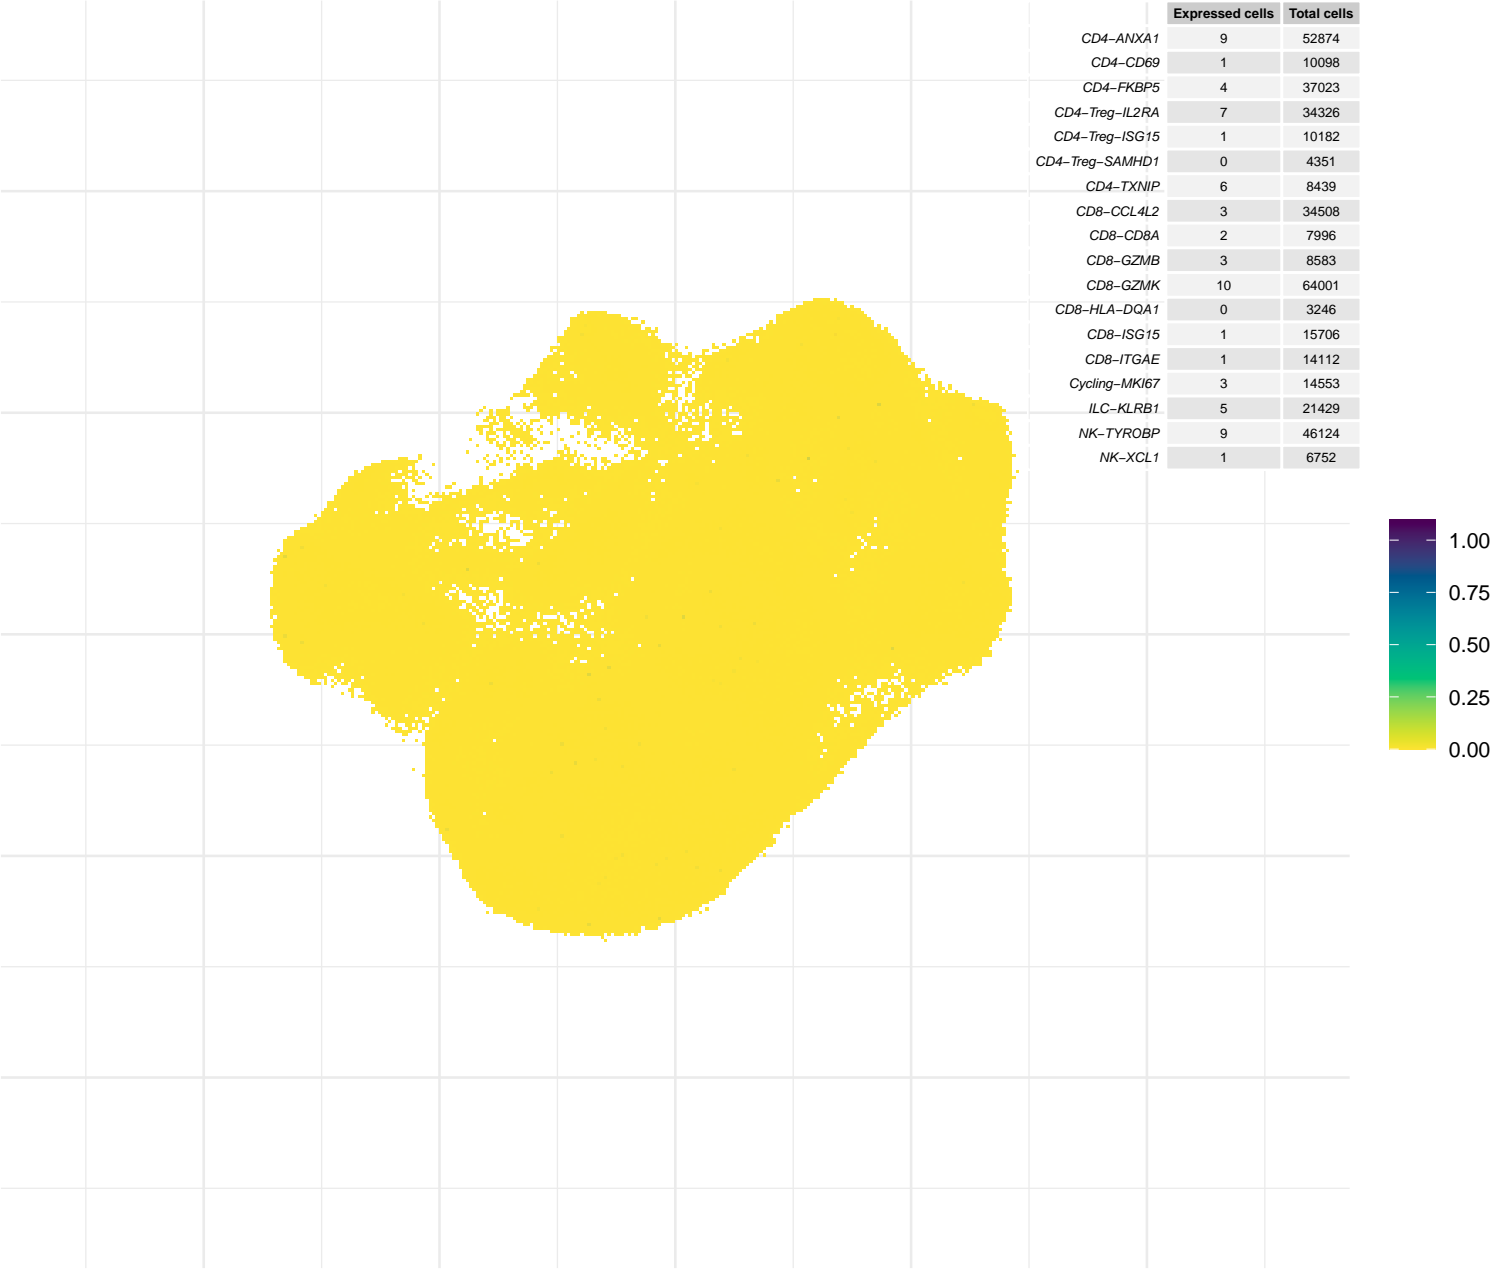 Expressed cells Total cells
CD4−ANXA1 9 52874
CD4−CD69 1 10098
CD4−FKBP5 4 37023
CD4−Treg−IL2RA 7 34326
CD4−Treg−ISG15 1 10182
CD4−Treg−SAMHD1 0 4351
CD4−TXNIP 6 8439
CD8−CCL4L2 3 34508
CD8−CD8A 2 7996
CD8−GZMB 3 8583
CD8−GZMK 10 64001
CD8−HLA−DQA1 0 3246
CD8−ISG15 1 15706
CD8−ITGAE 1 14112
Cycling−MKI67 3 14553
ILC−KLRB1 5 21429
NK−TYROBP 9 46124
NK−XCL1 1 6752
1.00
0.75
0.50
0.25
0.00